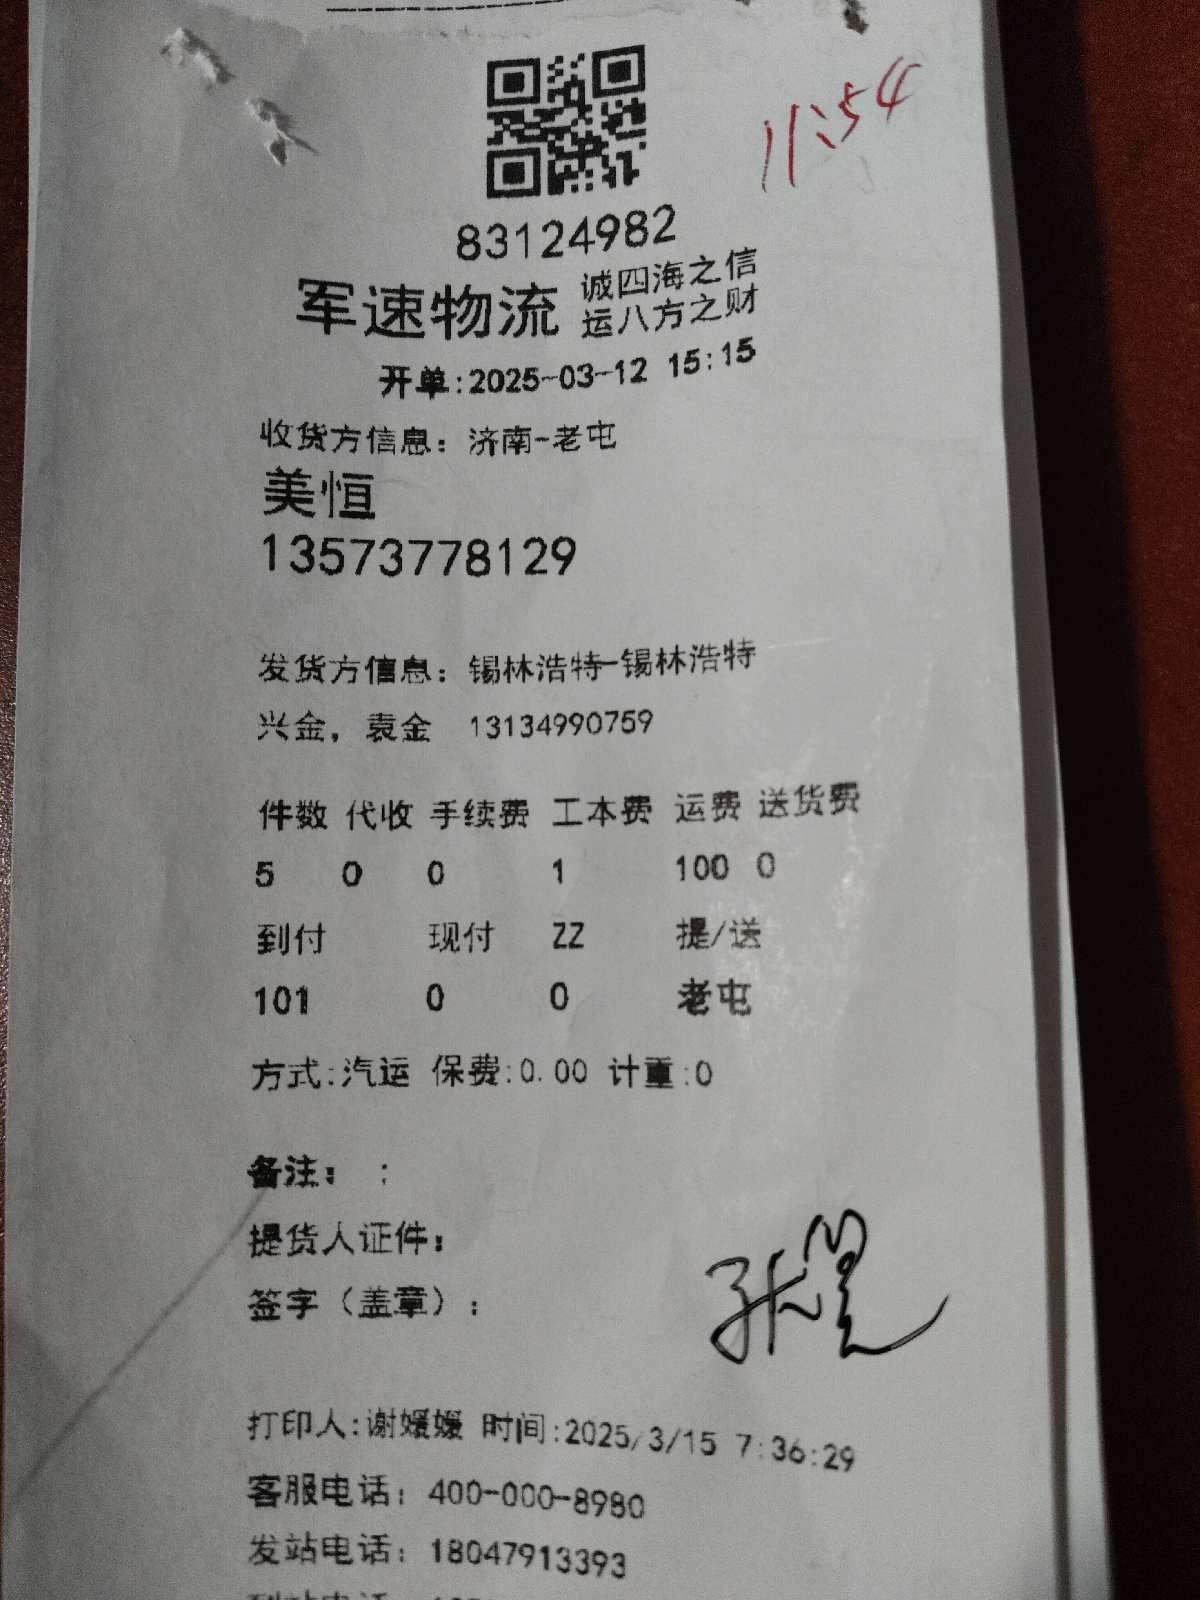 11:54
83124982
军速物流 诚四海之信
运八方之财
开单:2025-03-12 15:15
收货方信息: 济南-老屯
美恒
13573778129
发货方信息: 锡林浩特-锡林浩特
兴金, 袁金 13134990759
件数 代收 手续费 工本费 运费 送货费
5 0 0 1 100 0
到付 现付 ZZ 提/送
101 0 0 老屯
方式:汽运 保费:0.00 计重:0
备注: :
提货人证件:
签字(盖章):
打印人:谢媛媛 时间:2025/3/15 7:36:29
客服电话: 400-000-8980
发站电话: 18047913393